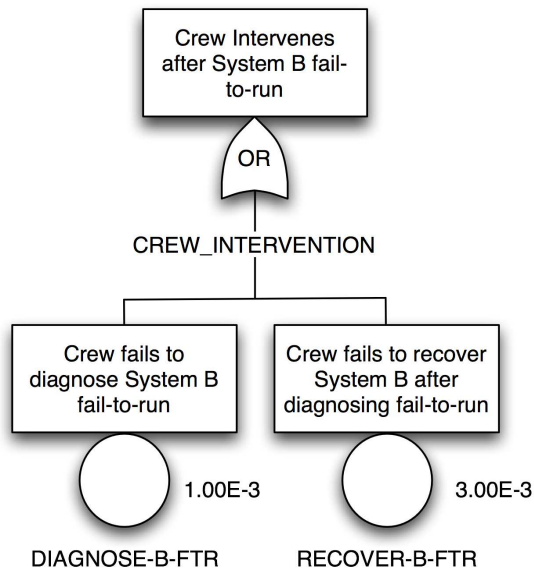 Crew Intervenes
after System B fail-
to-run
OR
CREW_INTERVENTION
Crew fails to
diagnose System B
fail-to-run
Crew fails to recover
System B after
diagnosing fail-to-run
1.00E-3
3.00E-3
DIAGNOSE-B-FTR
RECOVER-B-FTR